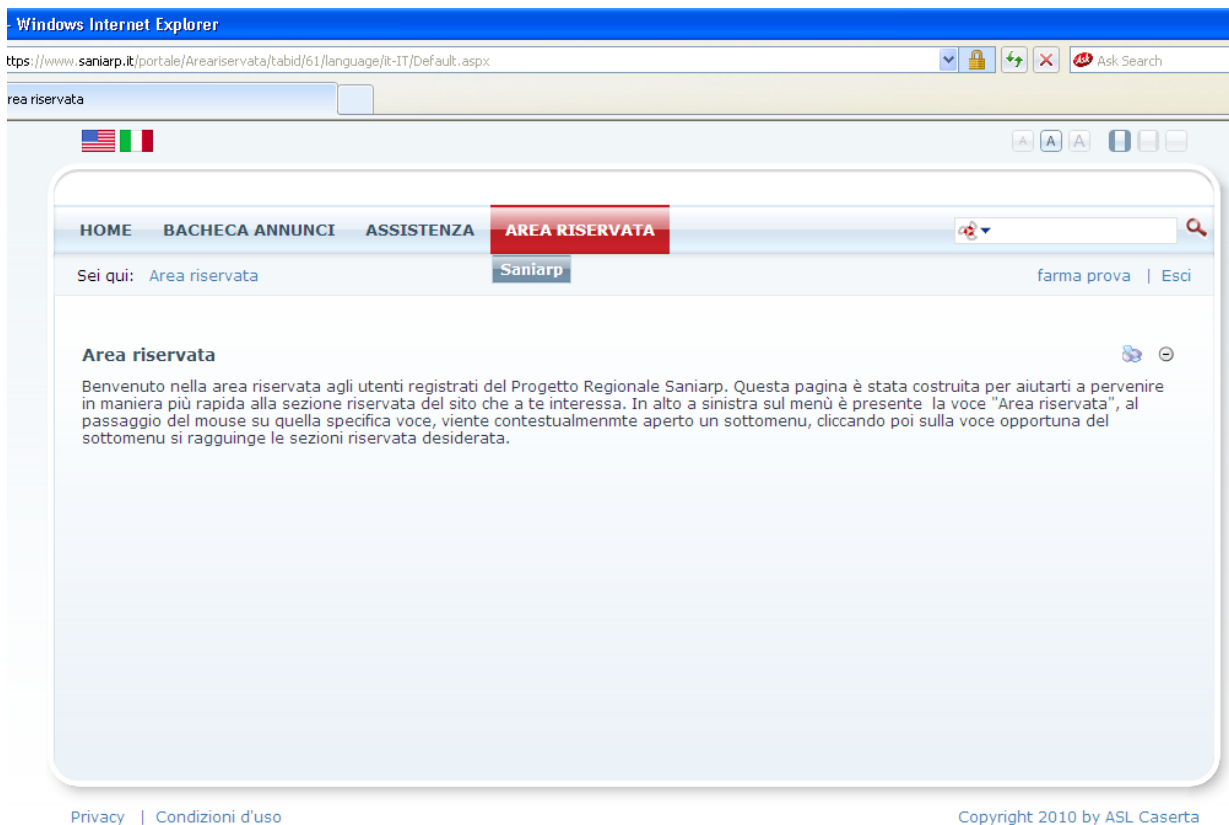 - Windows Internet Explorer
ttps://www.saniarp.it/portale/Areariservata/tabid/61/language/it-IT/Default.aspx
Ask Search
rea riservata
A A A
HOME BACHECA ANNUNCI ASSISTENZA AREA RISERVATA
Sei qui: Area riservata Saniarp farma prova | Esci
Area riservata
Benvenuto nella area riservata agli utenti registrati del Progetto Regionale Saniarp. Questa pagina è stata costruita per aiutarti a pervenire
in maniera più rapida alla sezione riservata del sito che a te interessa. In alto a sinistra sul menù è presente la voce "Area riservata", al
passaggio del mouse su quella specifica voce, viente contestualmenmte aperto un sottomenu, cliccando poi sulla voce opportuna del
sottomenu si ragguinge le sezioni riservata desiderata.
Privacy | Condizioni d'uso
Copyright 2010 by ASL Caserta